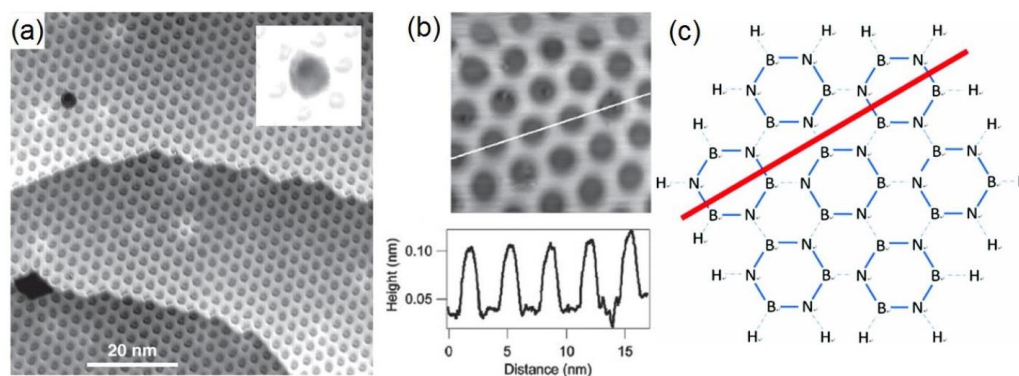 (a)
20 nm
(b)
Height (nm)
0.10
0.05
0 5 10 15
Distance (nm)
(c)
H H H H
B N B N
H N B N B H
H B N B N H
B N B N B N
H N B N B N B H
B N B N B N
H B N B N H
H N B N B H
B N B N
H H H H